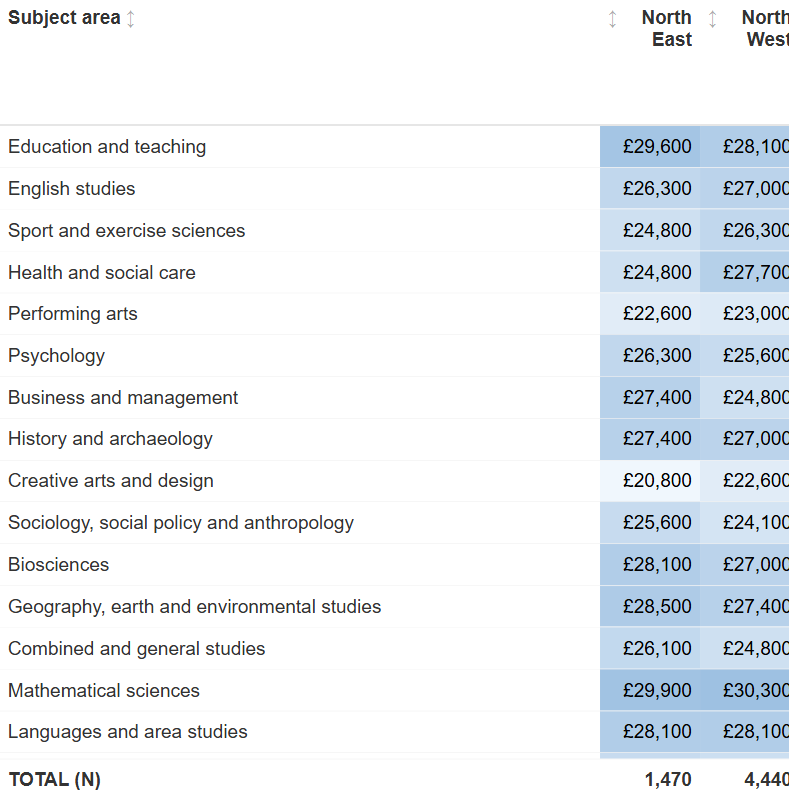 Subject area North East North West
Education and teaching £29,600 £28,100
English studies £26,300 £27,000
Sport and exercise sciences £24,800 £26,300
Health and social care £24,800 £27,700
Performing arts £22,600 £23,000
Psychology £26,300 £25,600
Business and management £27,400 £24,800
History and archaeology £27,400 £27,000
Creative arts and design £20,800 £22,600
Sociology, social policy and anthropology £25,600 £24,100
Biosciences £28,100 £27,000
Geography, earth and environmental studies £28,500 £27,400
Combined and general studies £26,100 £24,800
Mathematical sciences £29,900 £30,300
Languages and area studies £28,100 £28,100
TOTAL (N) 1,470 4,440